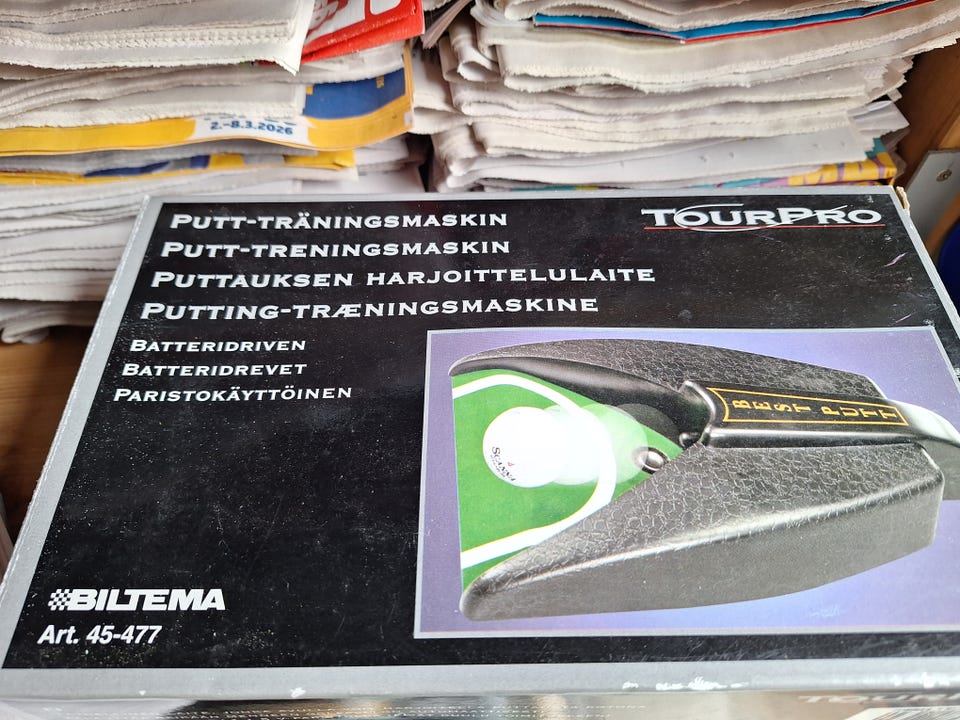 2.-8.3.2026
PUTT-TRÄNINGSMASKIN
PUTT-TRENINGSMASKIN
PUTTAUKSEN HARJOITTELULAITE
PUTTING-TRÆNINGSMASKINE
TOURPRO
BATTERIDRIVEN
BATTERIDREVET
PARISTOKÄYTTÖINEN
BEST PUTT
BILTEMA
Art. 45-477
TOURPRO